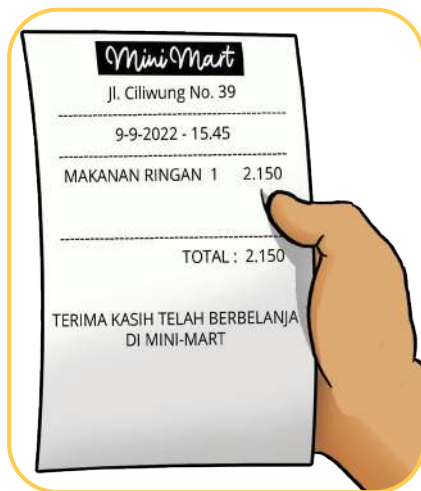 Mini Mart
Jl. Ciliwung No. 39
9-9-2022 - 15.45
MAKANAN RINGAN 1 2.150
TOTAL : 2.150
TERIMA KASIH TELAH BERBELANJA
DI MINI-MART